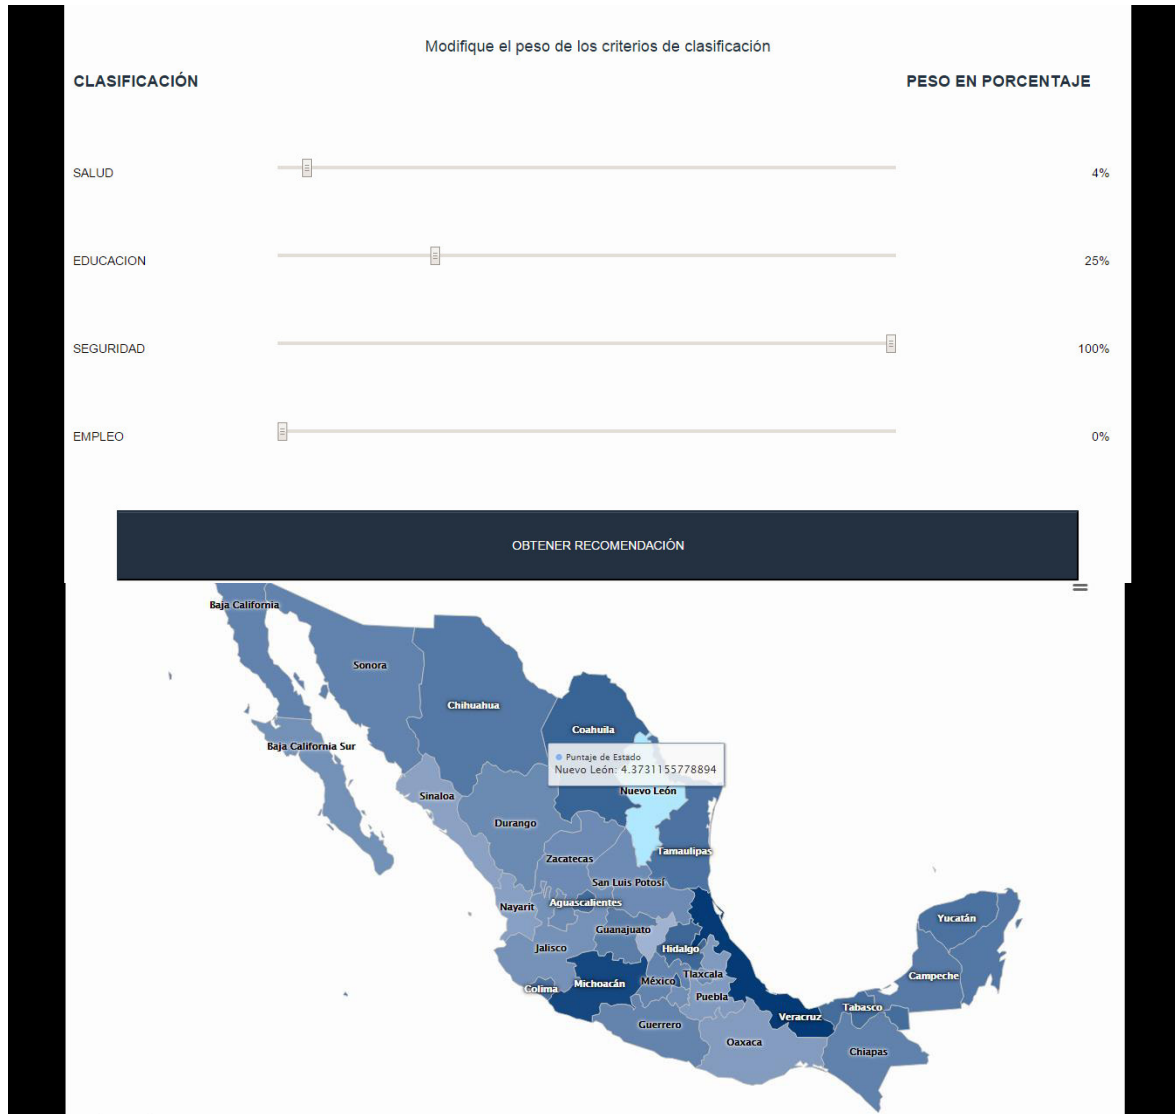 Modifique el peso de los criterios de clasificación
CLASIFICACIÓN PESO EN PORCENTAJE
SALUD 4%
EDUCACION 25%
SEGURIDAD 100%
EMPLEO 0%
OBTENER RECOMENDACIÓN
Baja California
Sonora
Chihuahua
Coahuila
Baja California Sur
Puntaje de Estado
Nuevo León: 4.3731155778894
Nuevo León
Sinaloa
Durango
Tamaulipas
Zacatecas
San Luis Potosí
Aguascalientes
Nayarit
Yucatán
Guanajuato
Jalisco
Hidalgo
Tlaxcala
Campeche
México
Michoacán
Colima
Puebla
Tabasco
Veracruz
Guerrero
Oaxaca
Chiapas